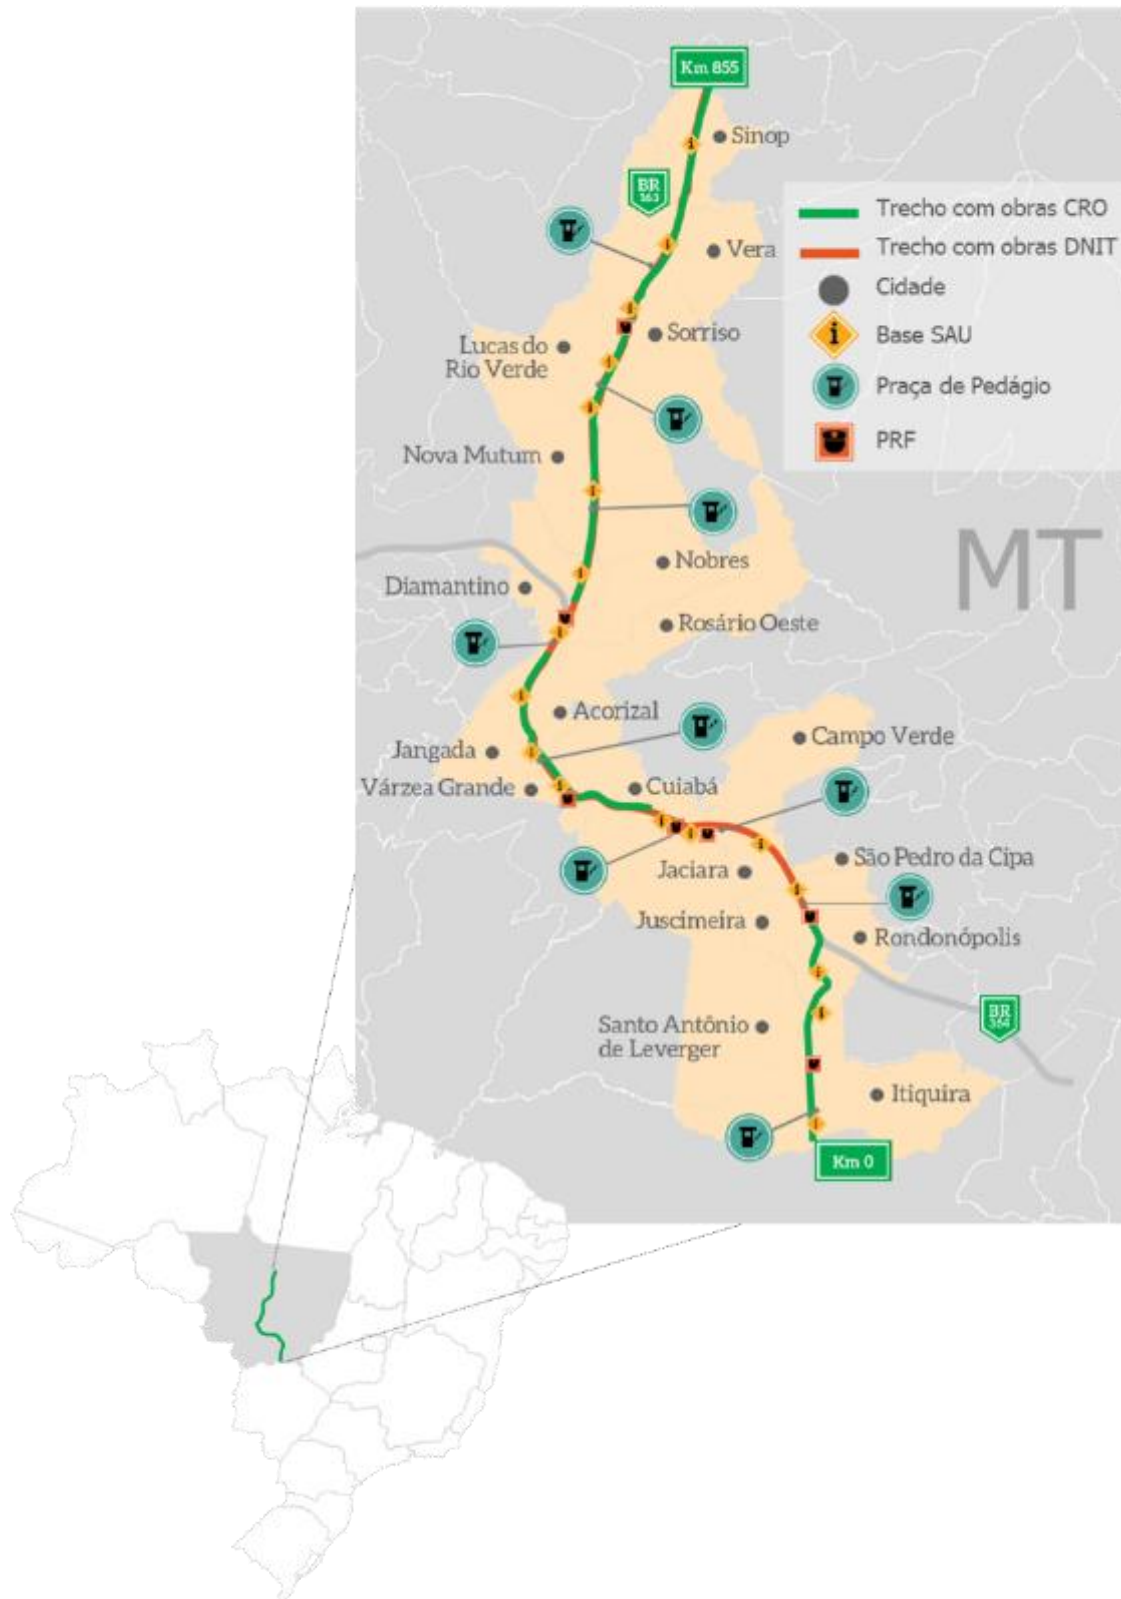 Km 855
Sinop
BR
163
Trecho com obras CRO
Trecho com obras DNIT
Vera
Cidade
Sorriso
Base SAU
Lucas do
Rio Verde
Praça de Pedágio
PRF
Nova Mutum
MT
Nobres
Diamantino
Rosário Oeste
Acorizal
Campo Verde
Jangada
Várzea Grande
Cuiabá
São Pedro da Cipa
Jaciara
Juscimeira
Rondonópolis
BR
364
Santo Antônio
de Leverger
Itiquira
Km 0